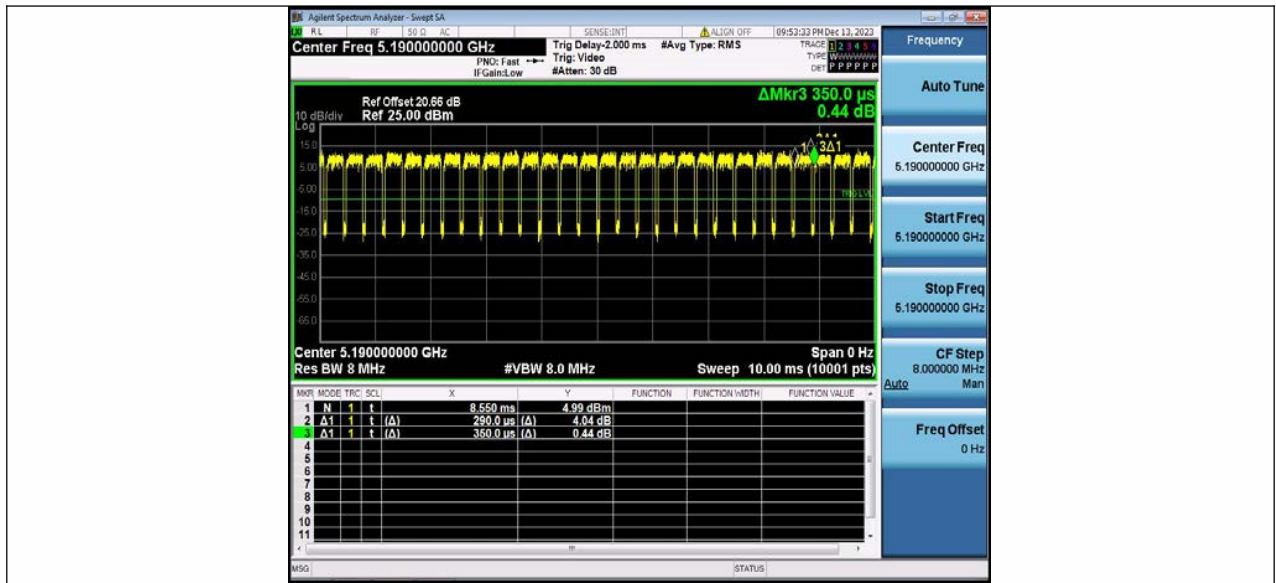 Agilent Spectrum Analyzer - Swept SA
RL RF 50 Ω AC SENSE:INT ALIGN OFF 09:53:33 PM Dec 13, 2023
Center Freq 5.190000000 GHz
Trig Delay-2.000 ms #Avg Type: RMS
TRACE 1 2 3 4 5 6
PNO: Fast Trig: Video
TYPE W
IFGain:Low #Atten: 30 dB
DET P P P P P P
Frequency
Auto Tune
Center Freq
5.190000000 GHz
Start Freq
5.190000000 GHz
Stop Freq
5.190000000 GHz
CF Step
8.000000 MHz
Auto Man
Freq Offset
0 Hz
ΔMkr3 350.0 µs
0.44 dB
Ref Offset 20.66 dB
10 dB/div Ref 25.00 dBm
Log
15.0
5.00
-5.00
-15.0
-25.0
-35.0
-45.0
-55.0
-65.0
1 3Δ1
TRIG LVL
Center 5.190000000 GHz Span 0 Hz
Res BW 8 MHz #VBW 8.0 MHz Sweep 10.00 ms (10001 pts)
MKR MODE TRC SCL X Y FUNCTION FUNCTION WIDTH FUNCTION VALUE
1 N 1 t 8.550 ms 4.99 dBm
2 Δ1 1 t (Δ) 290.0 µs (Δ) 4.04 dB
3 Δ1 1 t (Δ) 350.0 µs (Δ) 0.44 dB
4
5
6
7
8
9
10
11
MSG STATUS